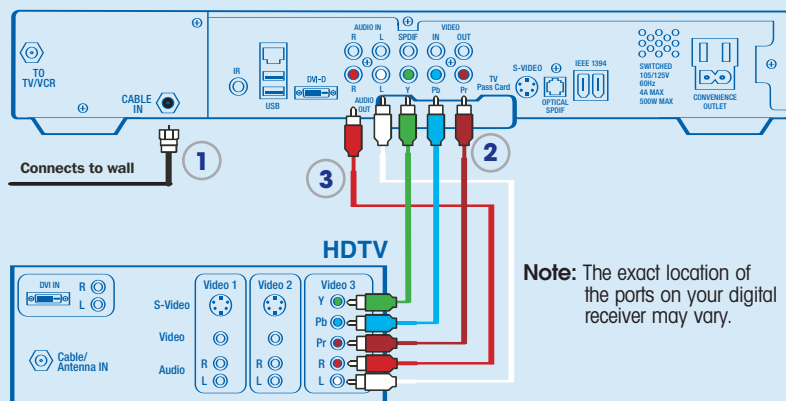 TO
TV/VCR
CABLE
IN
IR
USB
DVI-D
AUDIO IN
VIDEO
R L SPDIF IN OUT
R L Y Pb Pr
AUDIO
OUT
TV
Pass Card
S-VIDEO
OPTICAL
SPDIF
IEEE 1394
SWITCHED
105/125V
60Hz
4A MAX
500W MAX
CONVENIENCE
OUTLET
Connects to wall
1
2
3
HDTV
DVI IN
R
L
Cable/
Antenna IN
S-Video
Video
Audio
Video 1
R
L
Video 2
R
L
Video 3
Y
Pb
Pr
R
L
Note: The exact location of
the ports on your digital
receiver may vary.